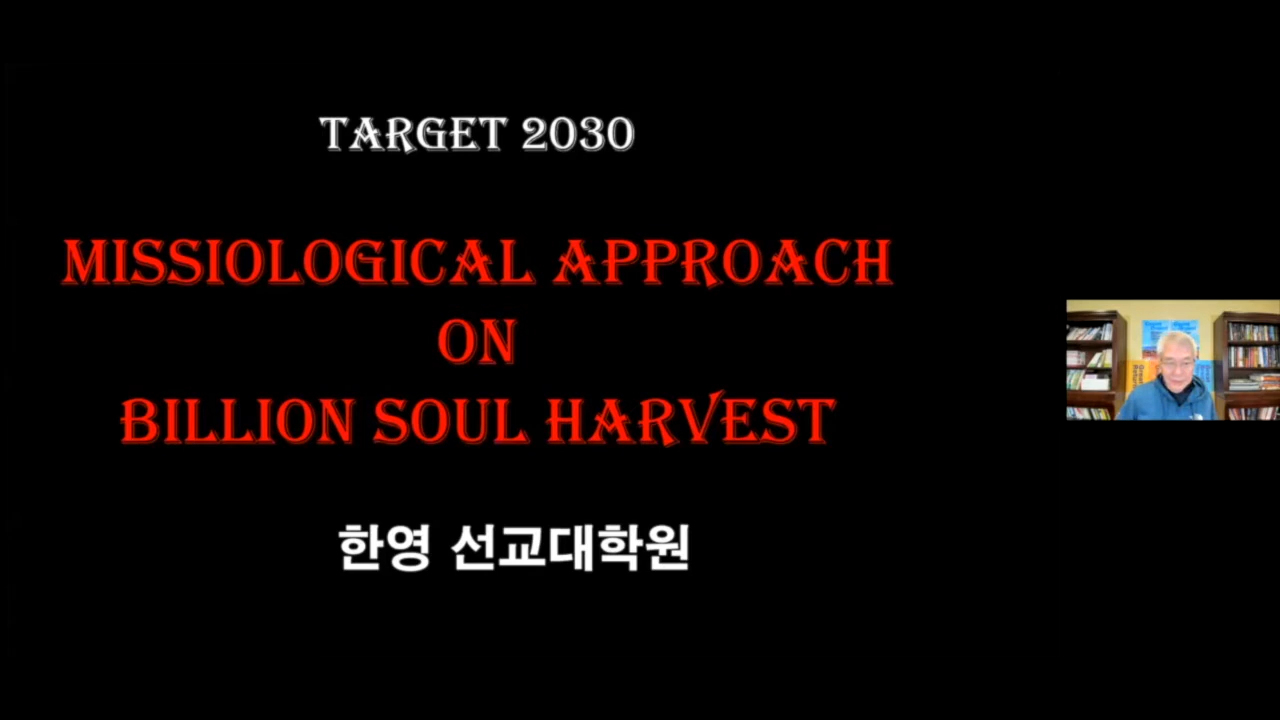 TARGET 2030
MISSIOLOGICAL APPROACH
ON
BILLION SOUL HARVEST
한영 선교대학원